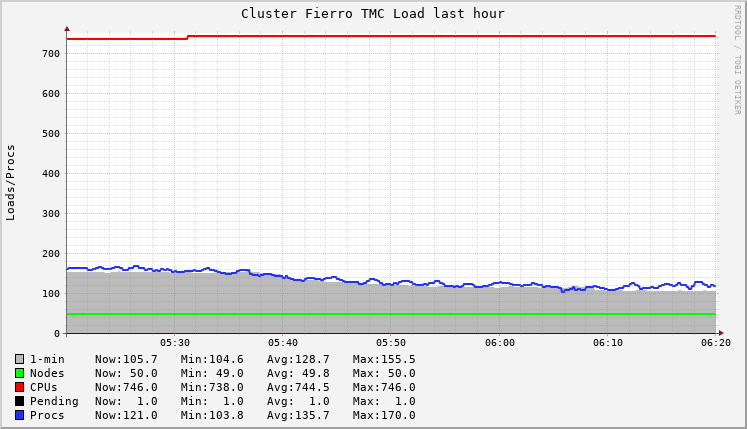 Cluster Fierro TMC Load last hour
RRDTOOL / TOBI OETIKER
Loads/Procs
700
600
500
400
300
200
100
0
05:30 05:40 05:50 06:00 06:10 06:20
1-min Now:105.7 Min:104.6 Avg:128.7 Max:155.5
Nodes Now: 50.0 Min: 49.0 Avg: 49.8 Max: 50.0
CPUs Now:746.0 Min:738.0 Avg:744.5 Max:746.0
Pending Now: 1.0 Min: 1.0 Avg: 1.0 Max: 1.0
Procs Now:121.0 Min:103.8 Avg:135.7 Max:170.0